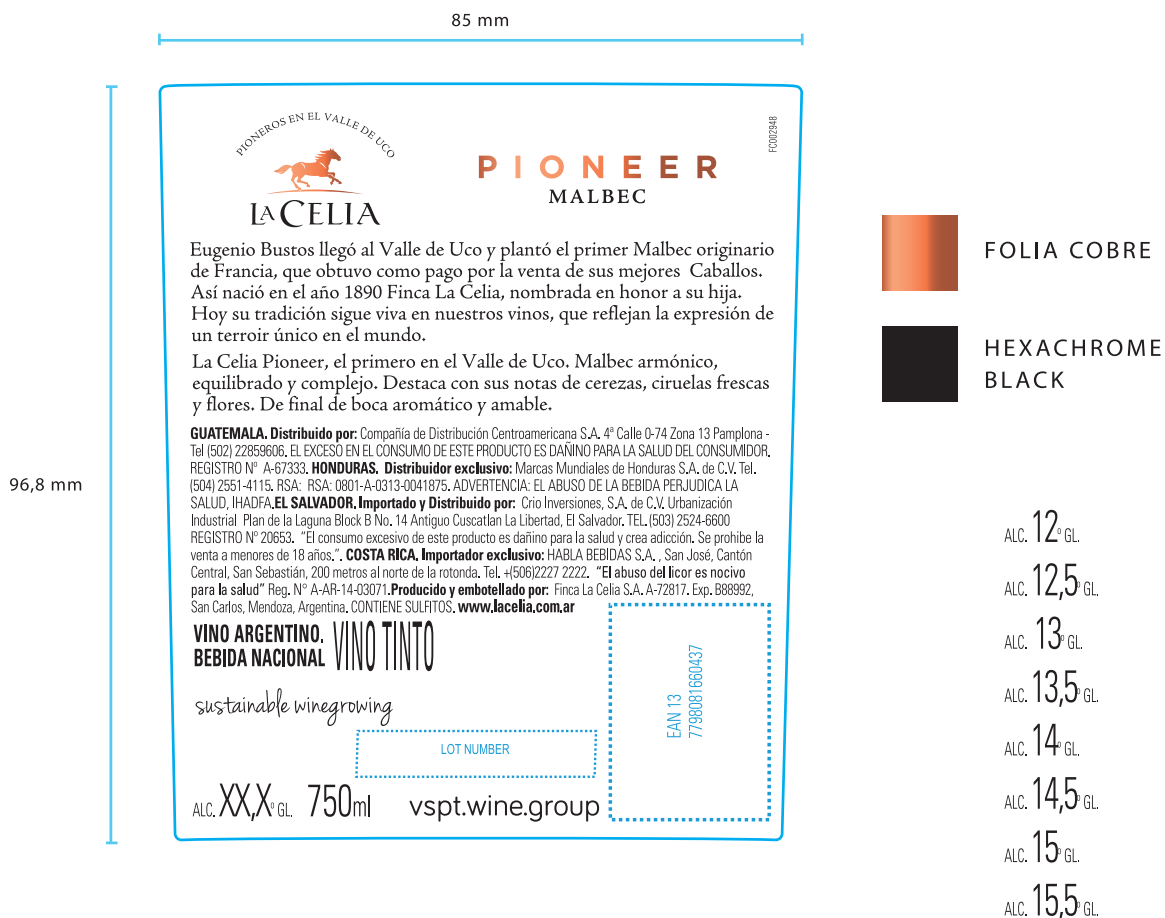 85 mm
96,8 mm
PIONEROS EN EL VALLE DE UCO
LA CELIA
PIONEER
MALBEC
FC002948
Eugenio Bustos llegó al Valle de Uco y plantó el primer Malbec originario
de Francia, que obtuvo como pago por la venta de sus mejores Caballos.
Así nació en el año 1890 Finca La Celia, nombrada en honor a su hija.
Hoy su tradición sigue viva en nuestros vinos, que reflejan la expresión de
un terroir único en el mundo.
La Celia Pioneer, el primero en el Valle de Uco. Malbec armónico,
equilibrado y complejo. Destaca con sus notas de cerezas, ciruelas frescas
y flores. De final de boca aromático y amable.
GUATEMALA. Distribuido por: Compañía de Distribución Centroamericana S.A. 4ª Calle 0-74 Zona 13 Pamplona -
Tel (502) 22859606. EL EXCESO EN EL CONSUMO DE ESTE PRODUCTO ES DAÑINO PARA LA SALUD DEL CONSUMIDOR.
REGISTRO Nº A-67333. HONDURAS. Distribuidor exclusivo: Marcas Mundiales de Honduras S.A. de C.V. Tel.
(504) 2551-4115. RSA: RSA: 0801-A-0313-0041875. ADVERTENCIA: EL ABUSO DE LA BEBIDA PERJUDICA LA
SALUD, IHADFA.EL SALVADOR. Importado y Distribuido por: Crio Inversiones, S.A. de C.V. Urbanización
Industrial Plan de la Laguna Block B No. 14 Antiguo Cuscatlan La Libertad, El Salvador. TEL. (503) 2524-6600
REGISTRO Nº 20653. "El consumo excesivo de este producto es dañino para la salud y crea adicción. Se prohibe la
venta a menores de 18 años.". COSTA RICA. Importador exclusivo: HABLA BEBIDAS S.A. , San José, Cantón
Central, San Sebastián, 200 metros al norte de la rotonda. Tel. +(506)2227 2222. "El abuso del licor es nocivo
para la salud" Reg. N° A-AR-14-03071.Producido y embotellado por: Finca La Celia S.A. A-72817. Exp. B88992,
San Carlos, Mendoza, Argentina. CONTIENE SULFITOS. www.lacelia.com.ar
VINO ARGENTINO.
BEBIDA NACIONAL
VINO TINTO
sustainable winegrowing
LOT NUMBER
EAN 13
7798081660437
ALC. XX,Xº GL. 750ml
vspt.wine.group
FOLIA COBRE
HEXACHROME
BLACK
ALC. 12º GL.
ALC. 12,5º GL.
ALC. 13º GL.
ALC. 13,5º GL.
ALC. 14º GL.
ALC. 14,5º GL.
ALC. 15º GL.
ALC. 15,5º GL.